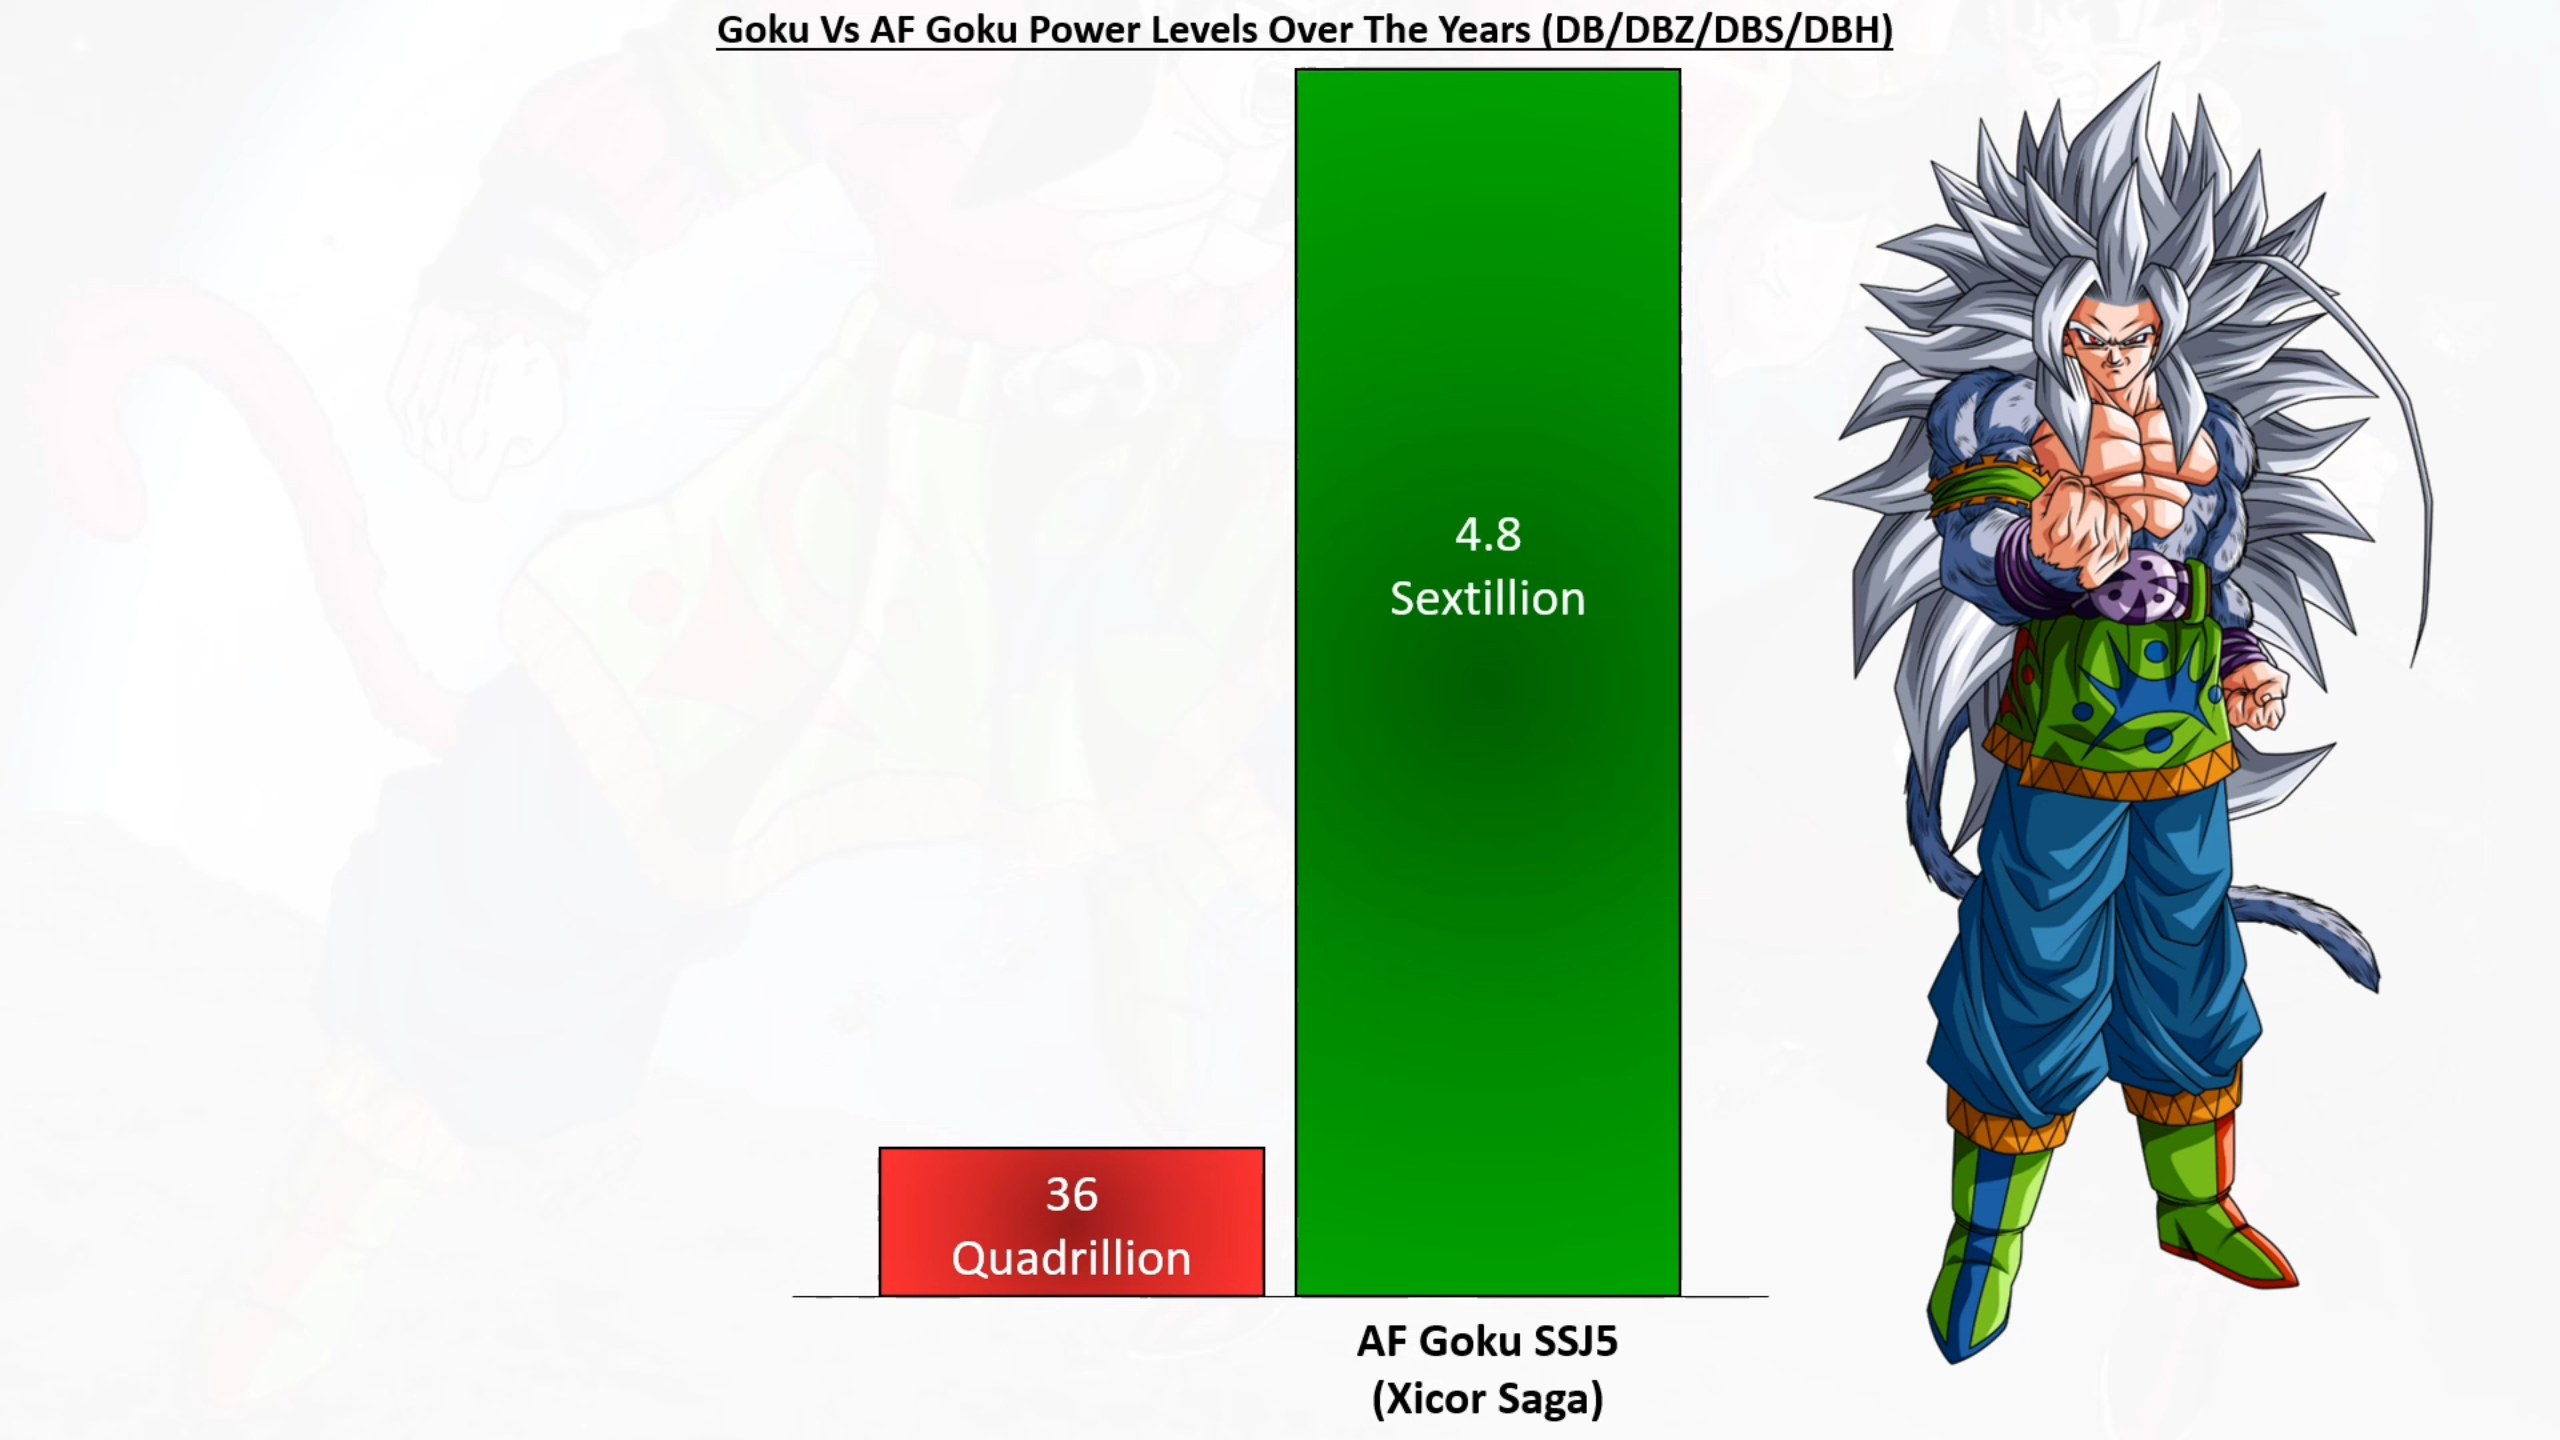 Goku Vs AF Goku Power Levels Over The Years (DB/DBZ/DBS/DBH)
4.8
Sextillion
36
Quadrillion
AF Goku SSJ5
(Xicor Saga)